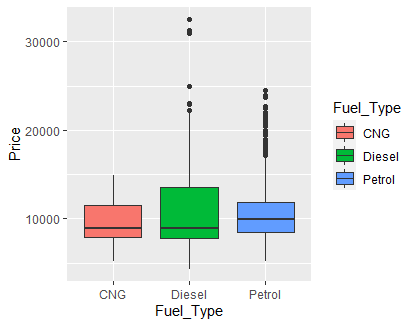 30000
20000
10000
Price
CNG Diesel Petrol
Fuel_Type
Fuel_Type
CNG
Diesel
Petrol